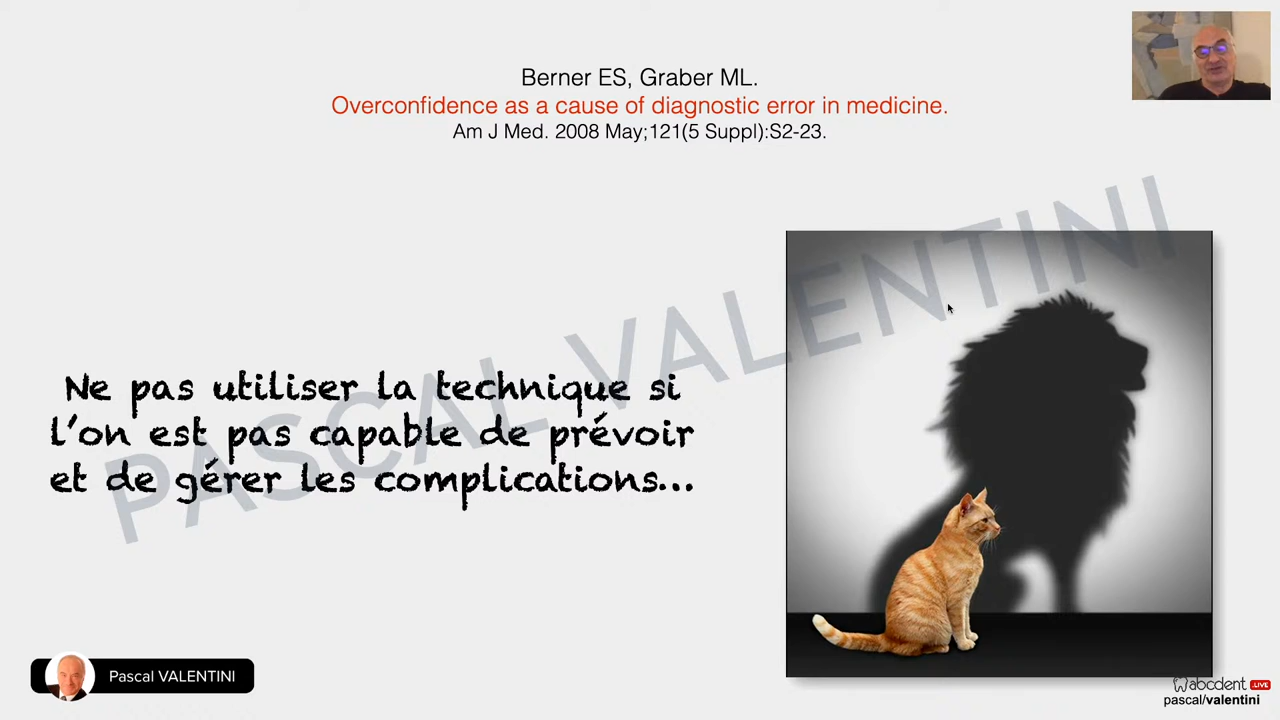 Berner ES, Graber ML.
Overconfidence as a cause of diagnostic error in medicine.
Am J Med. 2008 May;121(5 Suppl):S2-23.
PASCAL VALENTINI
Ne pas utiliser la technique si
l'on est pas capable de prévoir
et de gérer les complications...
Pascal VALENTINI
abcdent .LIVE
pascal/valentini